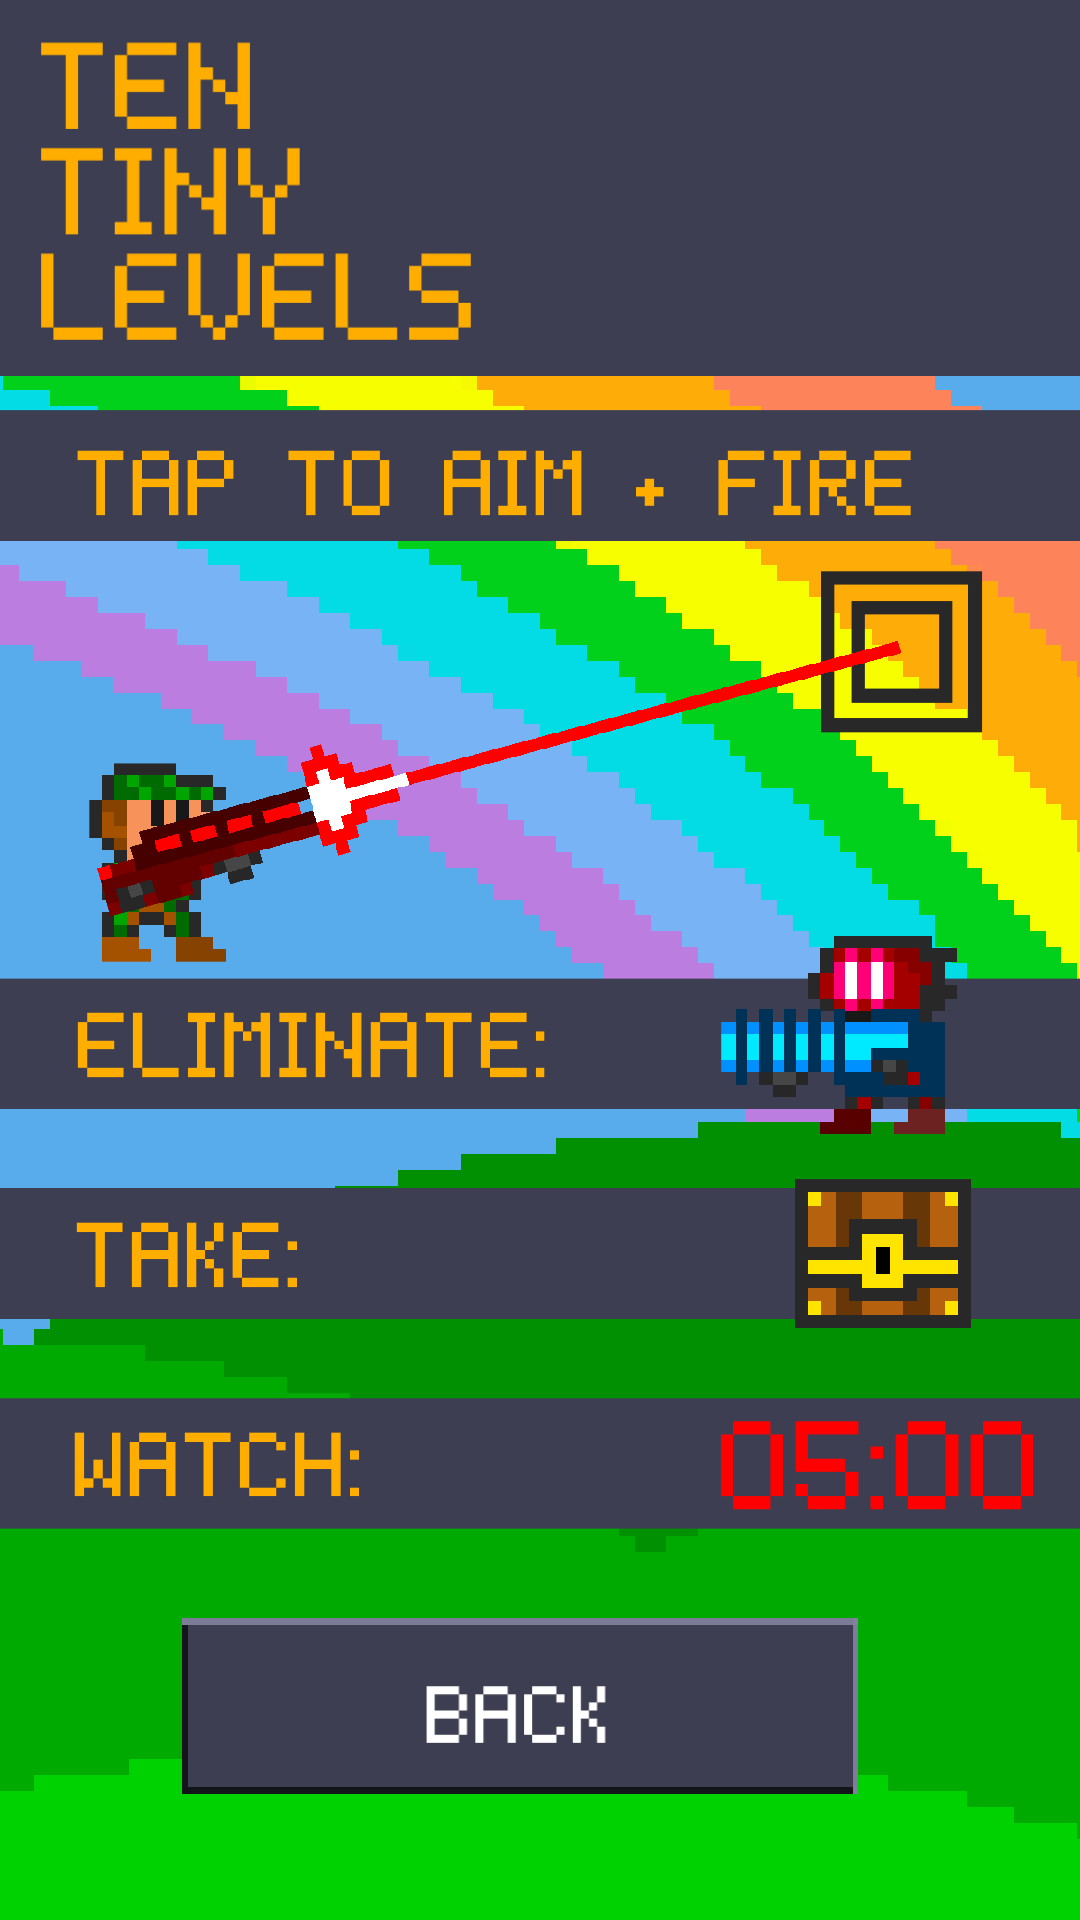 TEN
TINY
LEVELS
TAP TO AIM + FIRE
ELIMINATE:
TAKE:
WATCH: 05:00
BACK